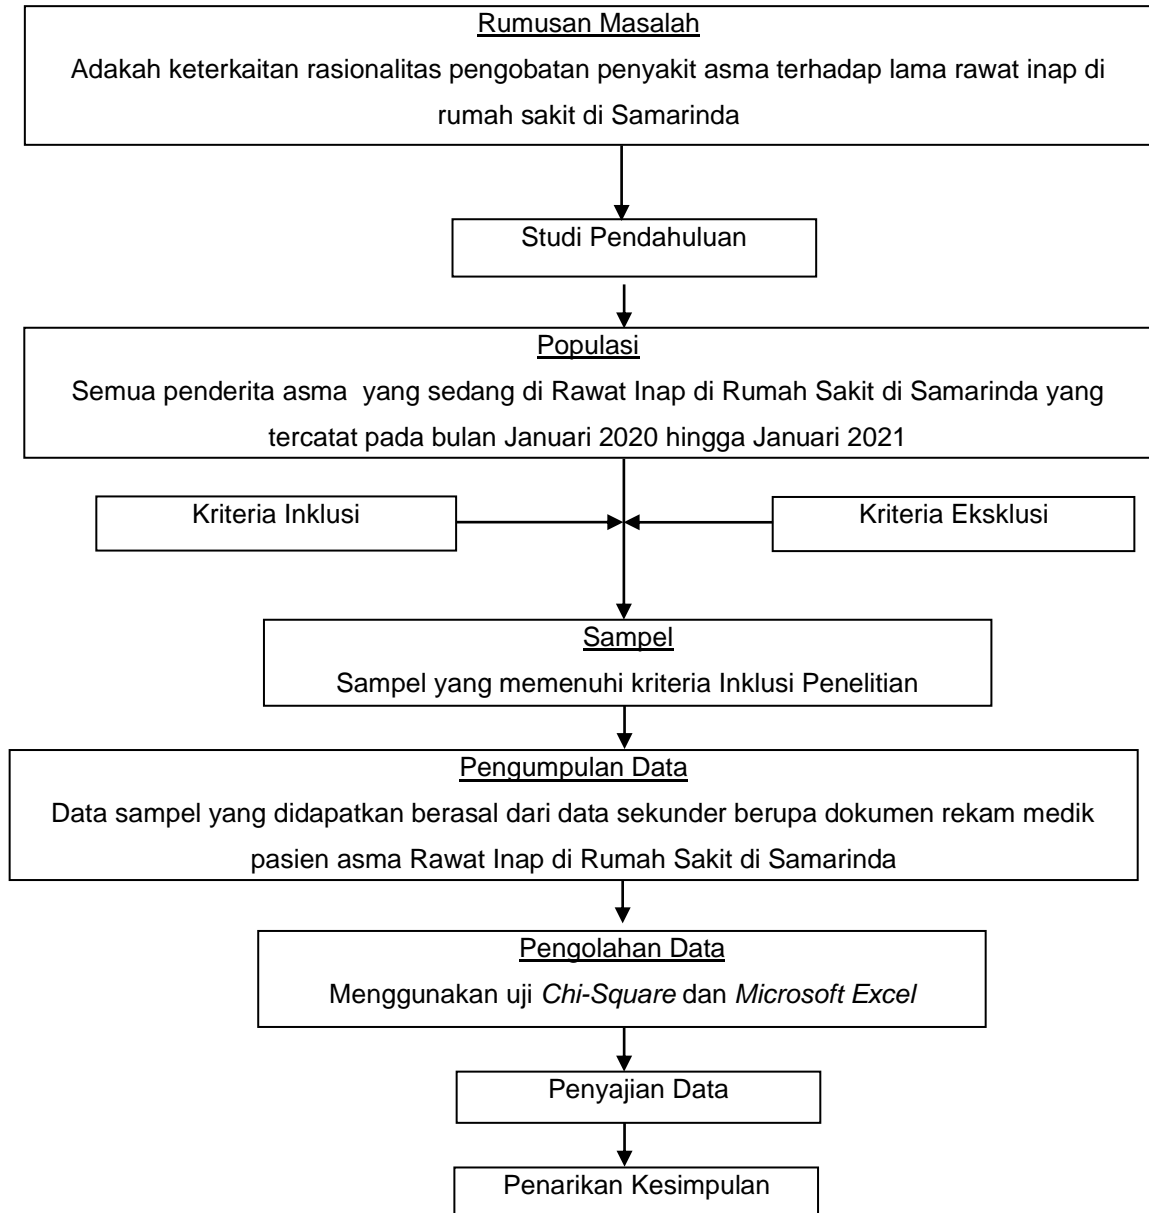 Rumusan Masalah
Adakah keterkaitan rasionalitas pengobatan penyakit asma terhadap lama rawat inap di
rumah sakit di Samarinda
Studi Pendahuluan
Populasi
Semua penderita asma  yang sedang di Rawat Inap di Rumah Sakit di Samarinda yang
tercatat pada bulan Januari 2020 hingga Januari 2021
Kriteria Inklusi
Kriteria Eksklusi
Sampel
Sampel yang memenuhi kriteria Inklusi Penelitian
Pengumpulan Data
Data sampel yang didapatkan berasal dari data sekunder berupa dokumen rekam medik
pasien asma Rawat Inap di Rumah Sakit di Samarinda
Pengolahan Data
Menggunakan uji Chi-Square dan Microsoft Excel
Penyajian Data
Penarikan Kesimpulan